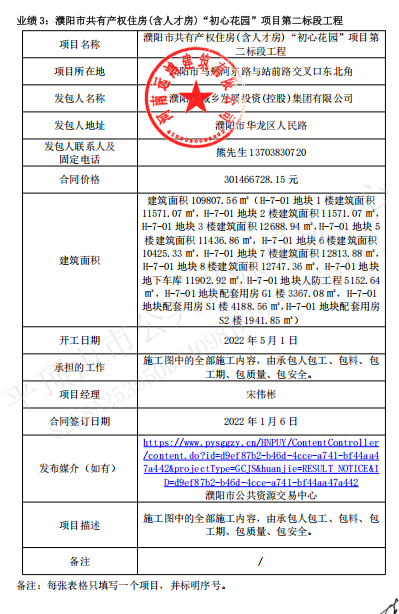 业绩 3：濮阳市共有产权住房(含人才房)“初心花园”项目第二标段工程
项目名称
濮阳市共有产权住房(含人才房)“初心花园”项目第
二标段工程
项目所在地
阳市马颊河东路与站前路交叉口东北角
发包人名称
濮阳市城乡发展投资(控股)集团有限公司
发包人地址
濮阳市华龙区人民路
发包人联系人及
固定电话
熊先生 13703830720
合同价格
301466728.15 元
建筑面积
建筑面积 109807.56 ㎡（H-7-01 地块 1 楼建筑面积
11571.07 ㎡，H-7-01 地块 2 楼建筑面积 11571.07 ㎡，
H-7-01 地块 3 楼建筑面积 12688.94 ㎡，H-7-01 地块 5
楼建筑面积 11436.86 ㎡，H-7-01 地块 6 楼建筑面积
10425.33 ㎡，H-7-01 地块 7 楼建筑面积 12813.88 ㎡，
H-7-01 地块 8 楼建筑面积 12747.36 ㎡，H-7-01 地块
地下车库 11902.92 ㎡，H-7-01 地块人防工程 5152.64
㎡，H-7-01 地块配套用房 G1 楼 3367.08 ㎡，H-7-01
地块配套用房 S1 楼 4188.56 ㎡,H-7-01 地块配套用房
S2 楼 1941.85 ㎡）
开工日期
2022 年 5 月 1 日
承担的工作
施工图中的全部施工内容，由承包人包工、包料、包
工期、包质量、包安全。
项目经理
宋伟彬
合同签订日期
2022 年 1 月 6 日
发布媒介（如有）
https://www.pysggzy.cn/HNPUY/ContentController
/content.do?id=d9ef87b2-b46d-4cce-a741-bf44aa4
7a442&projectType=GCJS&huanjie=RESULT_NOTICE&I
D=d9ef87b2-b46d-4cce-a741-bf44aa47a442
濮阳市公共资源交易中心
项目描述
施工图中的全部施工内容，由承包人包工、包料、包
工期、包质量、包安全。
备注
/
备注：每张表格只填写一个项目，并标明序号。